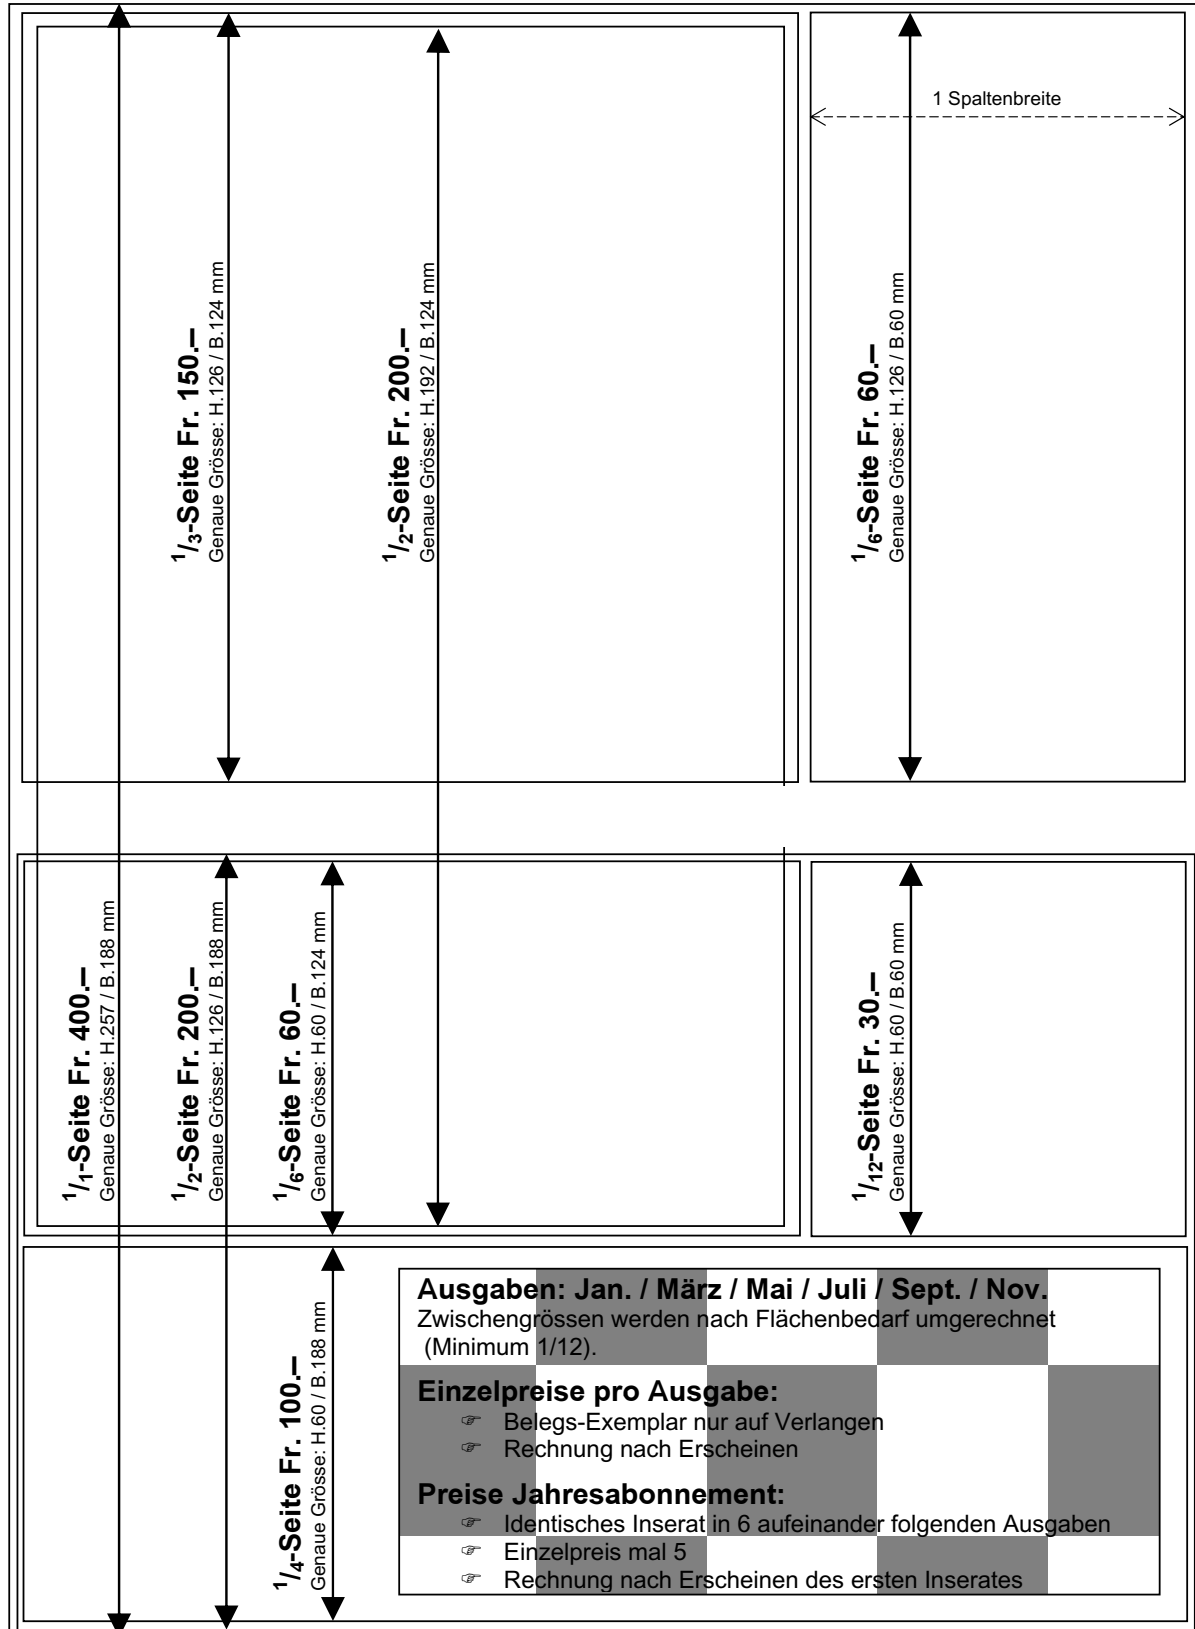 1 Spaltenbreite
1/3-Seite Fr. 150.–
Genaue Grösse: H.126 / B.124 mm
1/2-Seite Fr. 200.–
Genaue Grösse: H.192 / B.124 mm
1/6-Seite Fr. 60.–
Genaue Grösse: H.126 / B.60 mm
1/1-Seite Fr. 400.–
Genaue Grösse: H.257 / B.188 mm
1/2-Seite Fr. 200.–
Genaue Grösse: H.126 / B.188 mm
1/6-Seite Fr. 60.–
Genaue Grösse: H.60 / B.124 mm
1/12-Seite Fr. 30.–
Genaue Grösse: H.60 / B.60 mm
1/4-Seite Fr. 100.–
Genaue Grösse: H.60 / B.188 mm
Ausgaben: Jan. / März / Mai / Juli / Sept. / Nov.
Zwischengrössen werden nach Flächenbedarf umgerechnet
(Minimum 1/12).
Einzelpreise pro Ausgabe:
☞ Belegs-Exemplar nur auf Verlangen
☞ Rechnung nach Erscheinen
Preise Jahresabonnement:
☞ Identisches Inserat in 6 aufeinander folgenden Ausgaben
☞ Einzelpreis mal 5
☞ Rechnung nach Erscheinen des ersten Inserates